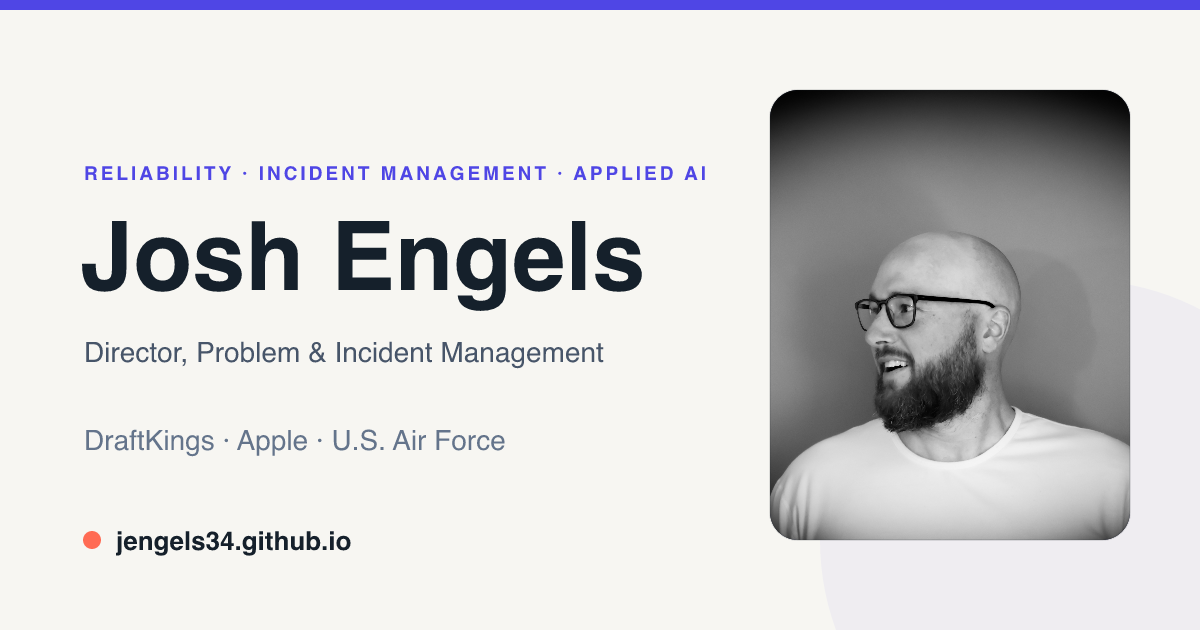 RELIABILITY · INCIDENT MANAGEMENT · APPLIED AI
Josh Engels
Director, Problem & Incident Management
DraftKings · Apple · U.S. Air Force
jengels34.github.io